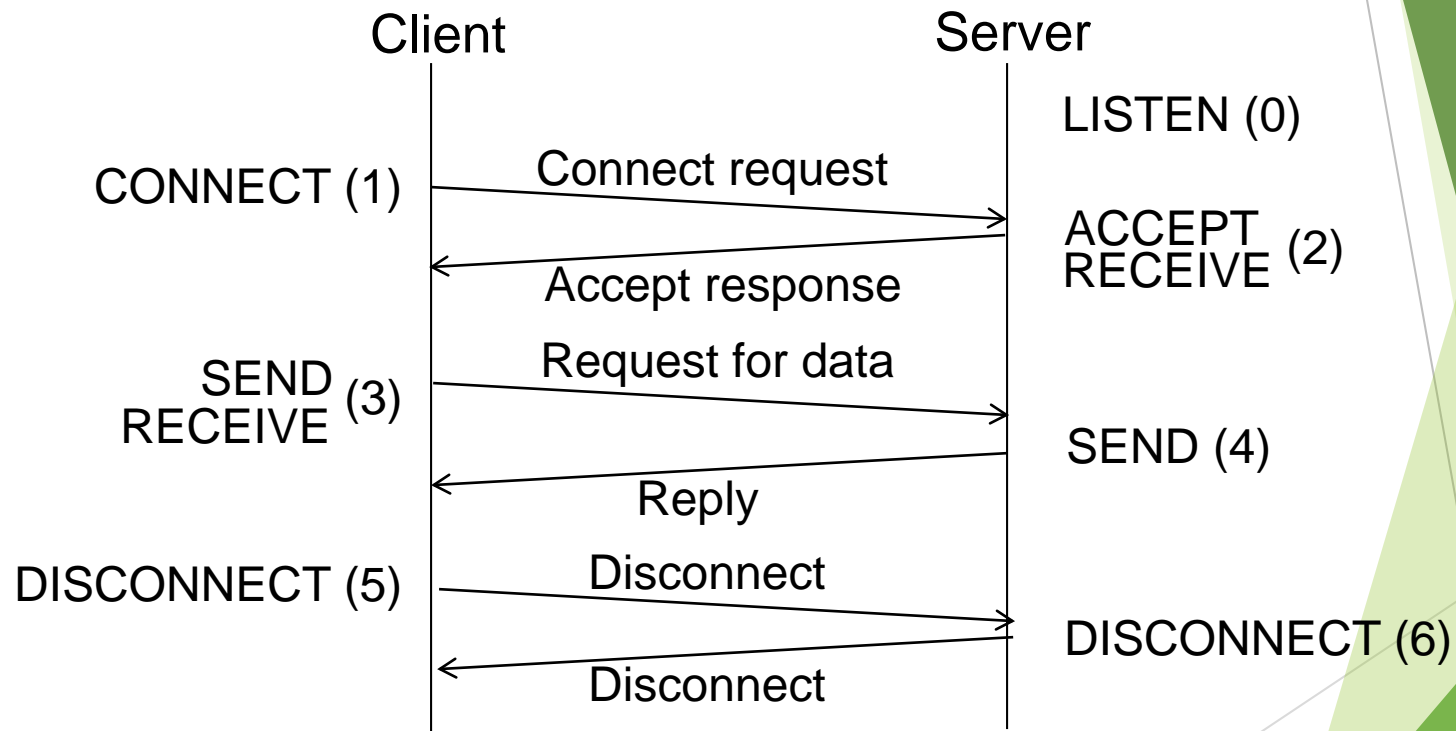 Client
Server
LISTEN (0)
Connect request
CONNECT (1)
ACCEPT
RECEIVE (2)
Accept response
Request for data
SEND
RECEIVE (3)
SEND (4)
Reply
Disconnect
DISCONNECT (5)
DISCONNECT (6)
Disconnect